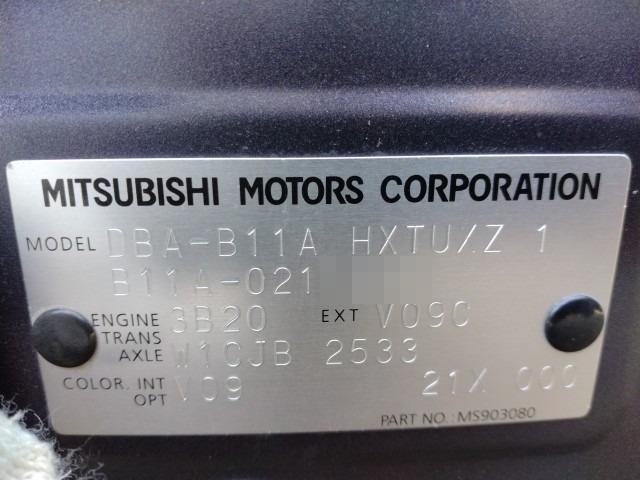 MITSUBISHI MOTORS CORPORATION
MODEL DBA-B11A HXTU/Z 1
B11A-021
ENGINE 3B20 EXT V09C
TRANS AXLE W1CJB 2533
COLOR. INT OPT V09 21X 000
PART NO.: MS903080